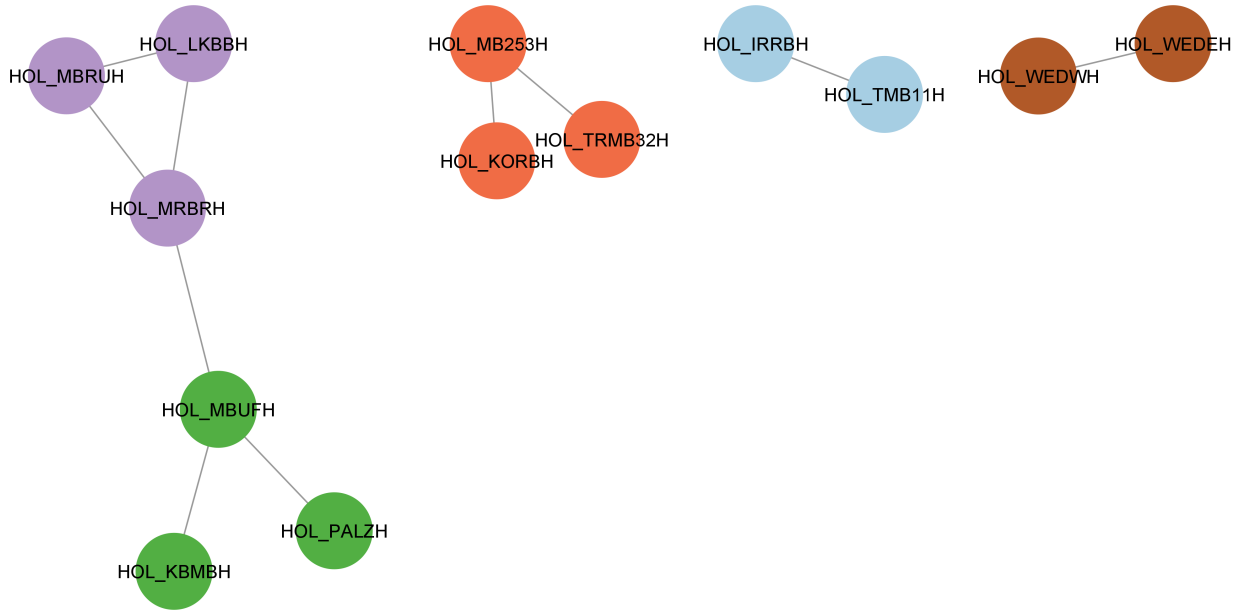 HOL_LKBBH
HOL_MBRUH
HOL_MRBRH
HOL_MBUFH
HOL_PALZH
HOL_KBMBH
HOL_MB253H
HOL_TRMB32H
HOL_KORBH
HOL_IRRBH
HOL_TMB11H
HOL_WEDEH
HOL_WEDWH